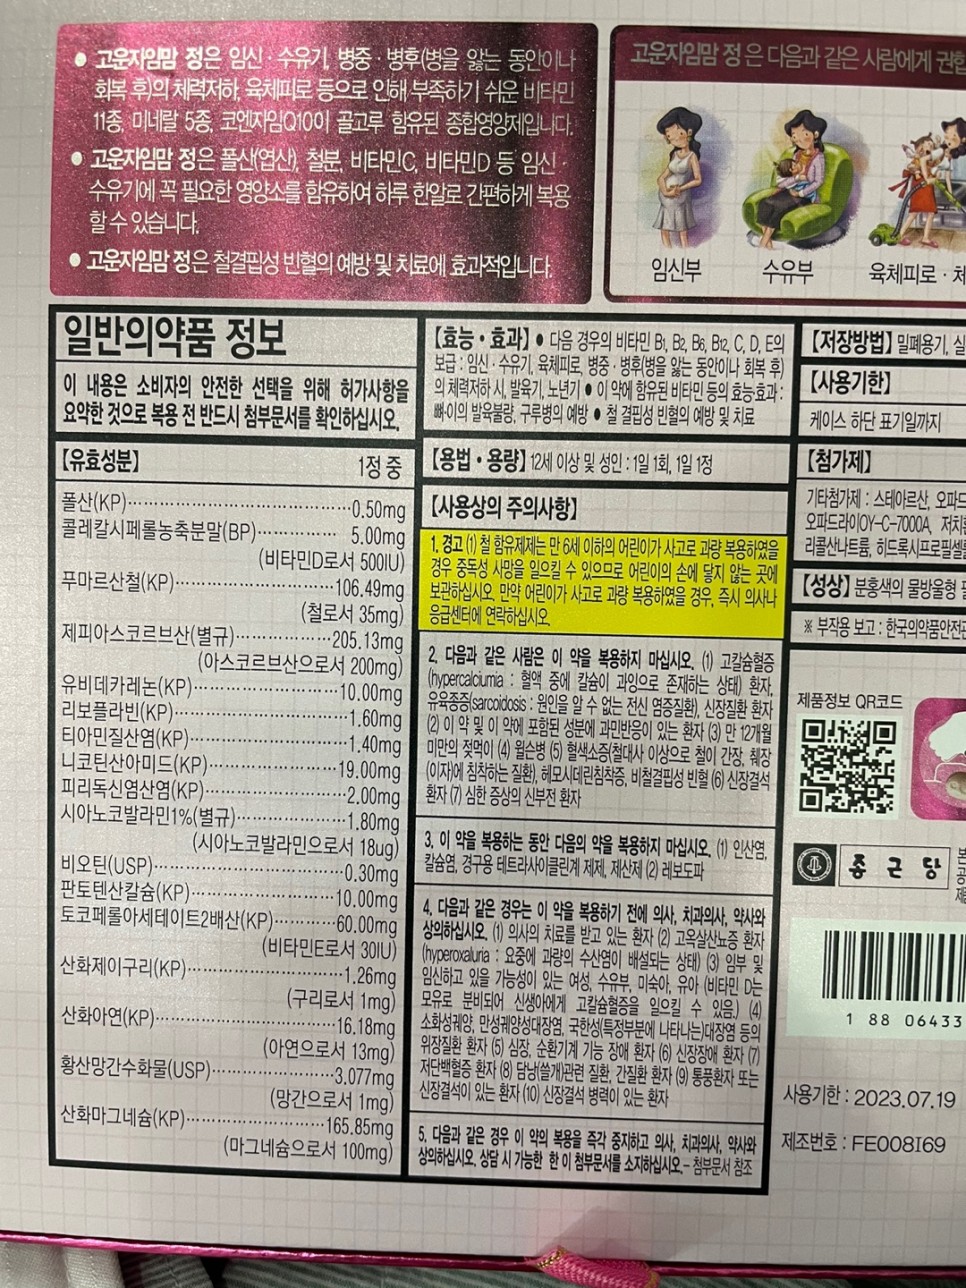 • 고운자임맘 정은 임신 · 수유기, 병중 · 병후(병을 앓는 동안이나
회복 후)의 체력저하, 육체피로 등으로 인해 부족하기 쉬운 비타민
11종, 미네랄 5종, 코엔자임Q10이 골고루 함유된 종합영양제입니다.
• 고운자임맘 정은 폴산(엽산), 철분, 비타민C, 비타민D 등 임신 ·
수유기에 꼭 필요한 영양소를 함유하여 하루 한알로 간편하게 복용
할 수 있습니다.
• 고운자임맘 정은 철결핍성 빈혈의 예방 및 치료에 효과적입니다.
고운자임맘 정 은 다음과 같은 사람에게 권합
임신부
수유부
육체피로 · 체
일반의약품 정보
이 내용은 소비자의 안전한 선택을 위해 허가사항을
요약한 것으로 복용 전 반드시 첨부문서를 확인하십시오.
【유효성분】 1정 중
폴산(KP)·····0.50mg
콜레칼시페롤농축분말(BP)·····5.00mg
(비타민D로서 500IU)
푸마르산철(KP)·····106.49mg
(철로서 35mg)
제피아스코르브산(별규)·····205.13mg
(아스코르브산으로서 200mg)
유비데카레논(KP)·····10.00mg
리보플라빈(KP)·····1.60mg
티아민질산염(KP)·····1.40mg
니코틴산아미드(KP)·····19.00mg
피리독신염산염(KP)·····2.00mg
시아노코발라민1%(별규)·····1.80mg
(시아노코발라민으로서 18ug)
비오틴(USP)·····0.30mg
판토텐산칼슘(KP)·····10.00mg
토코페롤아세테이트2배산(KP)·····60.00mg
(비타민E로서 30IU)
산화제이구리(KP)·····1.26mg
(구리로서 1mg)
산화아연(KP)·····16.18mg
(아연으로서 13mg)
황산망간수화물(USP)·····3.077mg
(망간으로서 1mg)
산화마그네슘(KP)·····165.85mg
(마그네슘으로서 100mg)
【효능 · 효과】 • 다음 경우의 비타민 B1, B2, B6, B12, C, D, E의
보급 : 임신 · 수유기, 육체피로, 병중 · 병후(병을 앓는 동안이나 회복 후)
의 체력저하 시, 발육기, 노년기 • 이 약에 함유된 비타민 등의 효능효과 :
뼈·이의 발육불량, 구루병의 예방 • 철 결핍성 빈혈의 예방 및 치료
【용법 · 용량】 12세 이상 및 성인 : 1일 1회, 1일 1정
【사용상의 주의사항】
1. 경고 (1) 철 함유제제는 만 6세 이하의 어린이가 사고로 과량 복용하였을
경우 중독성 사망을 일으킬 수 있으므로 어린이의 손에 닿지 않는 곳에
보관하십시오. 만약 어린이가 사고로 과량 복용하였을 경우, 즉시 의사나
응급센터에 연락하십시오.
2. 다음과 같은 사람은 이 약을 복용하지 마십시오. (1) 고칼슘혈증
(hypercalciumia : 혈액 중에 칼슘이 과잉으로 존재하는 상태) 환자,
유육종증(sarcoidosis : 원인을 알 수 없는 전신 염증질환), 신장질환 환자
(2) 이 약 및 이 약에 포함된 성분에 과민반응이 있는 환자 (3) 만 12개월
미만의 젖먹이 (4) 윌슨병 (5) 혈색소증(철대사 이상으로 철이 간장, 췌장
(이자)에 침착하는 질환), 헤모시데린침착증, 비철결핍성 빈혈 (6) 신장결석
환자 (7) 심한 증상의 신부전 환자
3. 이 약을 복용하는 동안 다음의 약을 복용하지 마십시오. (1) 인산염,
칼슘염, 경구용 테트라사이클린계 제제, 제산제 (2) 레보도파
4. 다음과 같은 경우는 이 약을 복용하기 전에 의사, 치과의사, 약사와
상의하십시오. (1) 의사의 치료를 받고 있는 환자 (2) 고옥살산뇨증 환자
(hyperoxaluria : 요중에 과량의 수산염이 배설되는 상태) (3) 임부 및
임신하고 있을 가능성이 있는 여성, 수유부, 미숙아, 유아 (비타민 D는
모유로 분비되어 신생아에게 고칼슘혈증을 일으킬 수 있음.) (4)
소화성궤양, 만성궤양성대장염, 국한성(특정부분에 나타나는)대장염 등의
위장질환 환자 (5) 심장, 순환기계 기능 장애 환자 (6) 신장장애 환자 (7)
저단백혈증 환자 (8) 담낭(쓸개)관련 질환, 간질환 환자 (9) 통풍환자 또는
신장결석이 있는 환자 (10) 신장결석 병력이 있는 환자
5. 다음과 같은 경우 이 약의 복용을 즉각 중지하고 의사, 치과의사, 약사와
상의하십시오. 상담 시 가능한 한 이 첨부문서를 소지하십시오. - 첨부문서 참조
【저장방법】 밀폐용기, 실
【사용기한】
케이스 하단 표기일까지
【첨가제】
기타첨가제 : 스테아르산, 오파드
오파드라이OY-C-7000A, 저치환
리콜산나트륨, 히드록시프로필셀룰
【성상】 분홍색의 물방울형 필
※ 부작용 보고 : 한국의약품안전관
제품정보 QR코드
종근당
1 88 06433
사용기한 : 2023.07.19
제조번호 : FE008I69